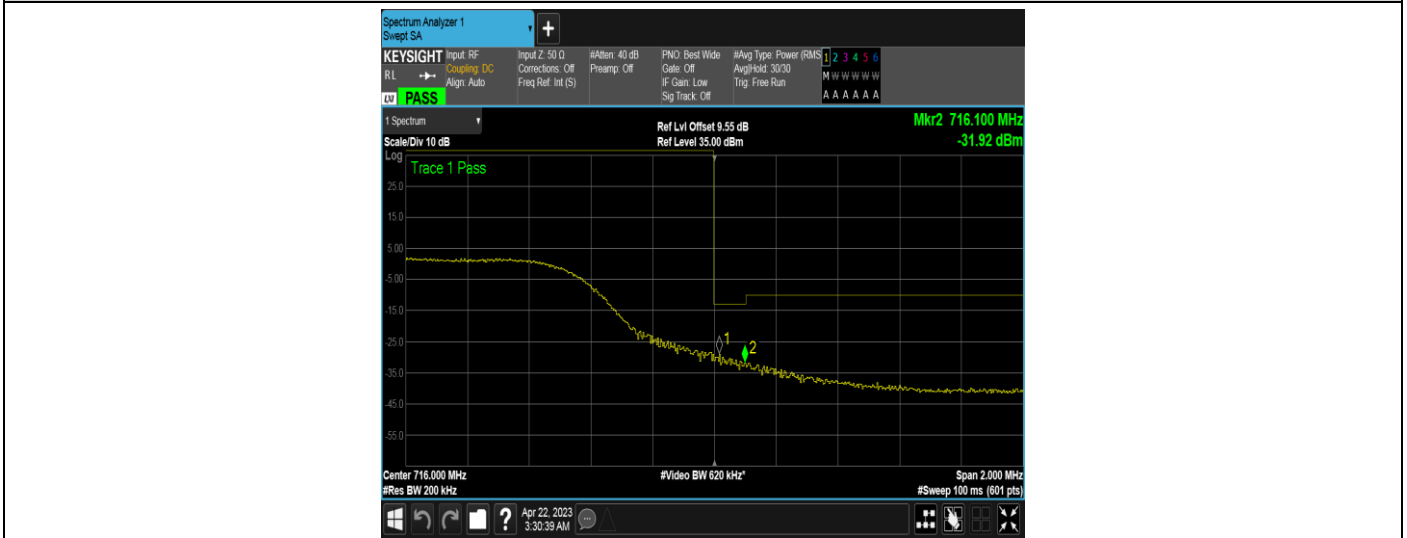 Spectrum Analyzer 1
Swept SA
+
KEYSIGHT Input: RF Input Z: 50 Ω #Atten: 40 dB PNO: Best Wide #Avg Type: Power (RMS 1 2 3 4 5 6
RL Coupling: DC Corrections: Off Preamp: Off Gate: Off Avg|Hold: 30/30 M W W W W W
Align: Auto Freq Ref: Int (S) IF Gain: Low Trig: Free Run
LXI PASS Sig Track: Off A A A A A A
1 Spectrum Ref Lvl Offset 9.55 dB Mkr2 716.100 MHz
Scale/Div 10 dB Ref Level 35.00 dBm -31.92 dBm
Log
Trace 1 Pass
25.0
15.0
5.00
-5.00
-15.0
-25.0
1
2
-35.0
-45.0
-55.0
Center 716.000 MHz #Video BW 620 kHz* Span 2.000 MHz
#Res BW 200 kHz #Sweep 100 ms (601 pts)
? Apr 22, 2023
3:30:39 AM